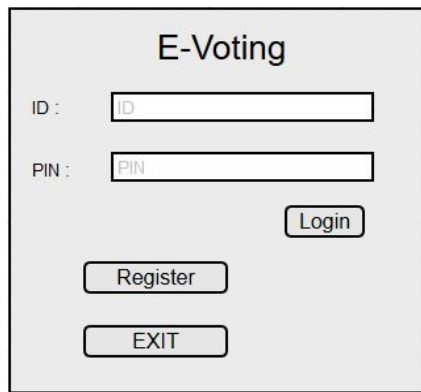 E-Voting
ID : ID
PIN : PIN
Login
Register
EXIT